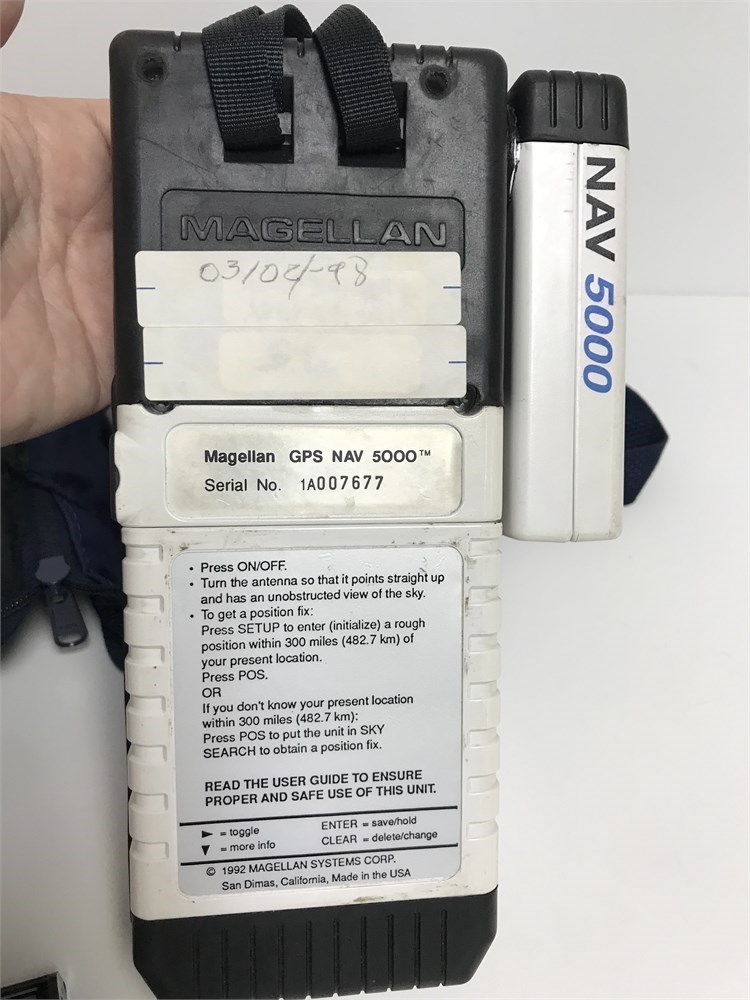 MAGELLAN
03/02/-98
Magellan GPS NAV 5000™
Serial No. 1A007677
• Press ON/OFF.
• Turn the antenna so that it points straight up
and has an unobstructed view of the sky.
• To get a position fix:
Press SETUP to enter (initialize) a rough
position within 300 miles (482.7 km) of
your present location.
Press POS.
OR
If you don't know your present location
within 300 miles (482.7 km):
Press POS to put the unit in SKY
SEARCH to obtain a position fix.
READ THE USER GUIDE TO ENSURE
PROPER AND SAFE USE OF THIS UNIT.
► = toggle ENTER = save/hold
▼ = more info CLEAR = delete/change
© 1992 MAGELLAN SYSTEMS CORP.
San Dimas, California, Made in the USA
NAV 5000